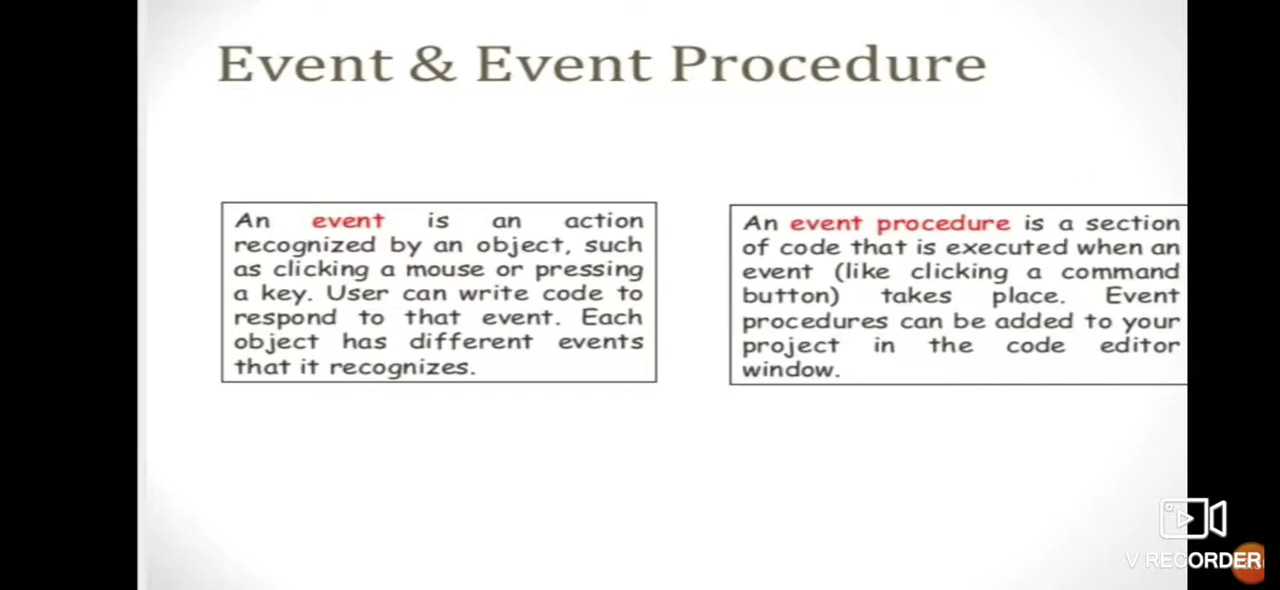 Event & Event Procedure
An event is an action
recognized by an object, such
as clicking a mouse or pressing
a key. User can write code to
respond to that event. Each
object has different events
that it recognizes.
An event procedure is a section
of code that is executed when an
event (like clicking a command
button) takes place. Event
procedures can be added to your
project in the code editor
window.
V RECORDER